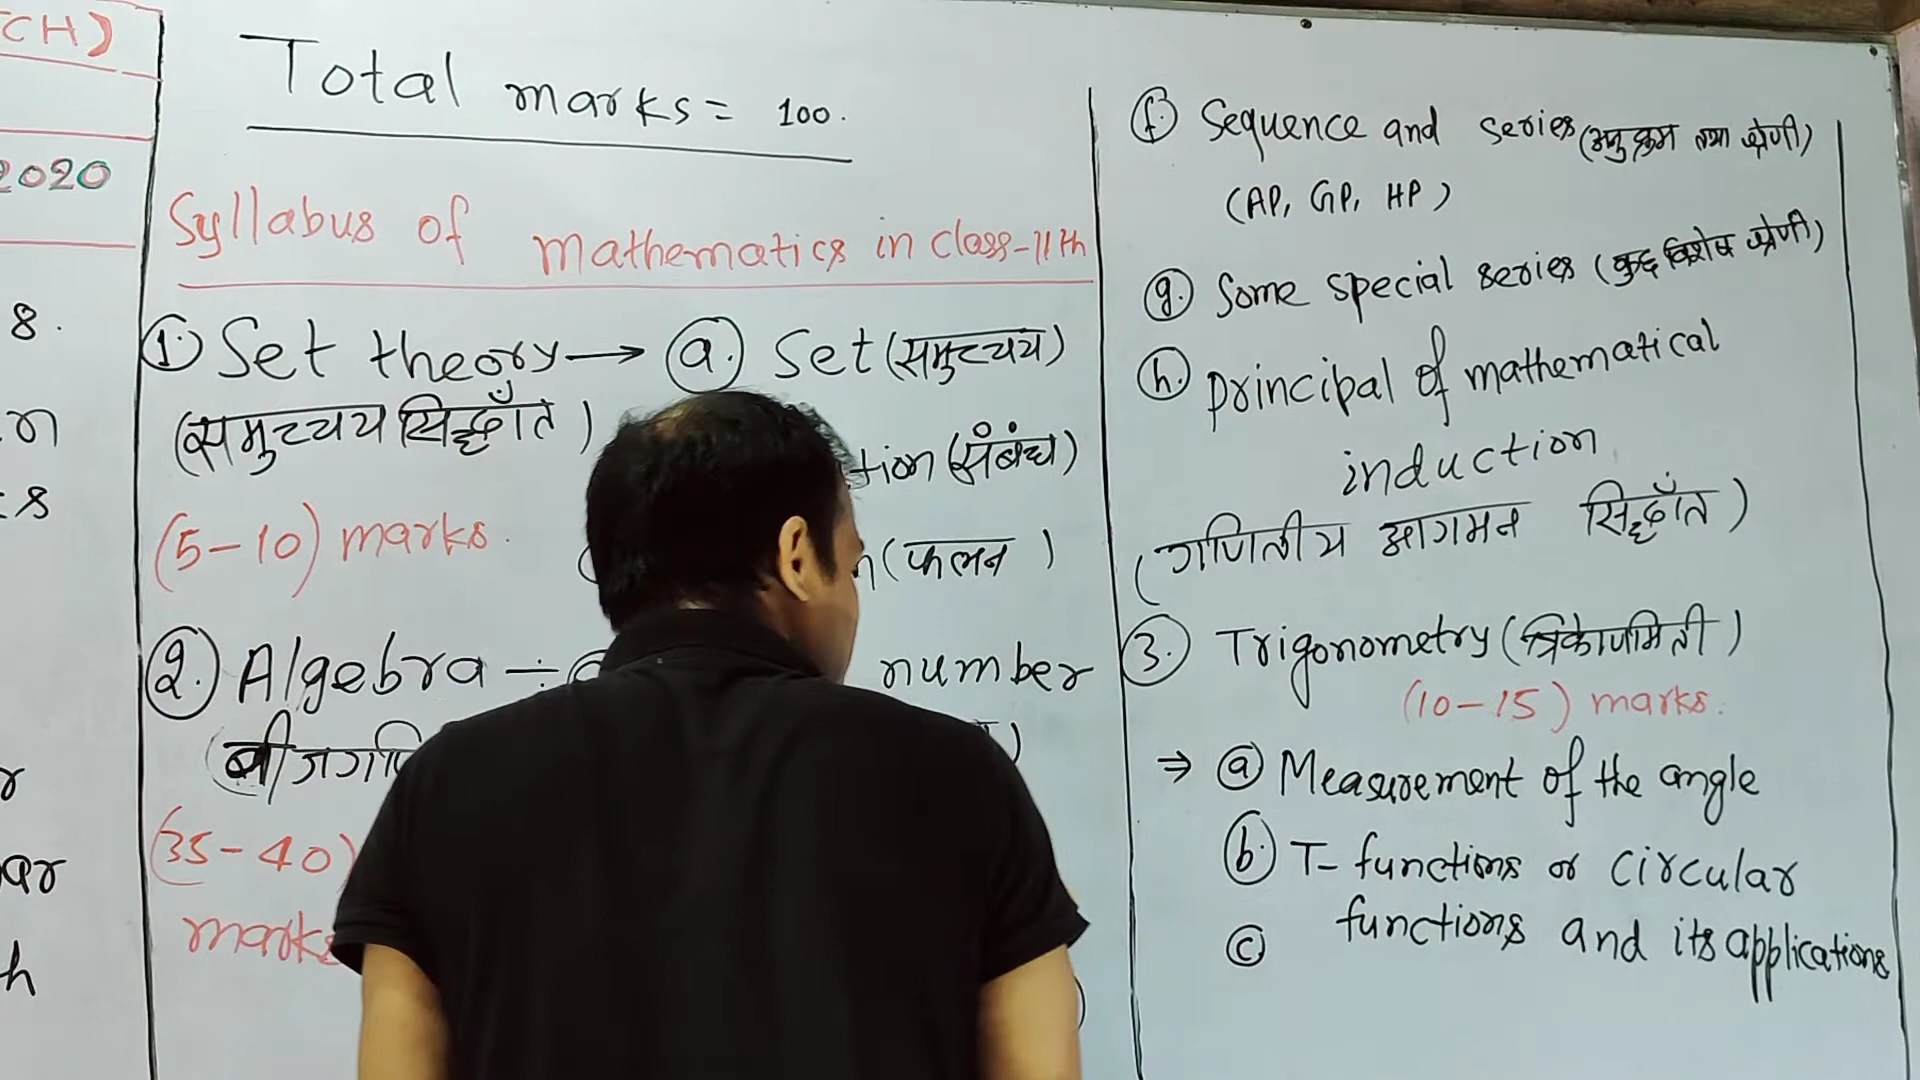 CH)
2020
8.
Total marks = 100.
Syllabus of mathematics in class-11th
1. Set theory → a. Set (समुच्चय)
(समुच्चय सिद्धाँत)
tion (संबंध)
(5-10) marks.
(फलन)
2. Algebra ÷ number
(35-40)
marks
f. Sequence and series (अनुक्रम तथा श्रेणी)
(AP, GP, HP)
g. Some special series (कुछ विशेष श्रेणी)
h. principal of mathematical
induction
(गणितीय आगमन सिद्धाँत)
3. Trigonometry (त्रिकोणमिती)
(10-15) marks.
⇒ a Measurement of the angle
b. T- functions or circular
functions and its applications
c